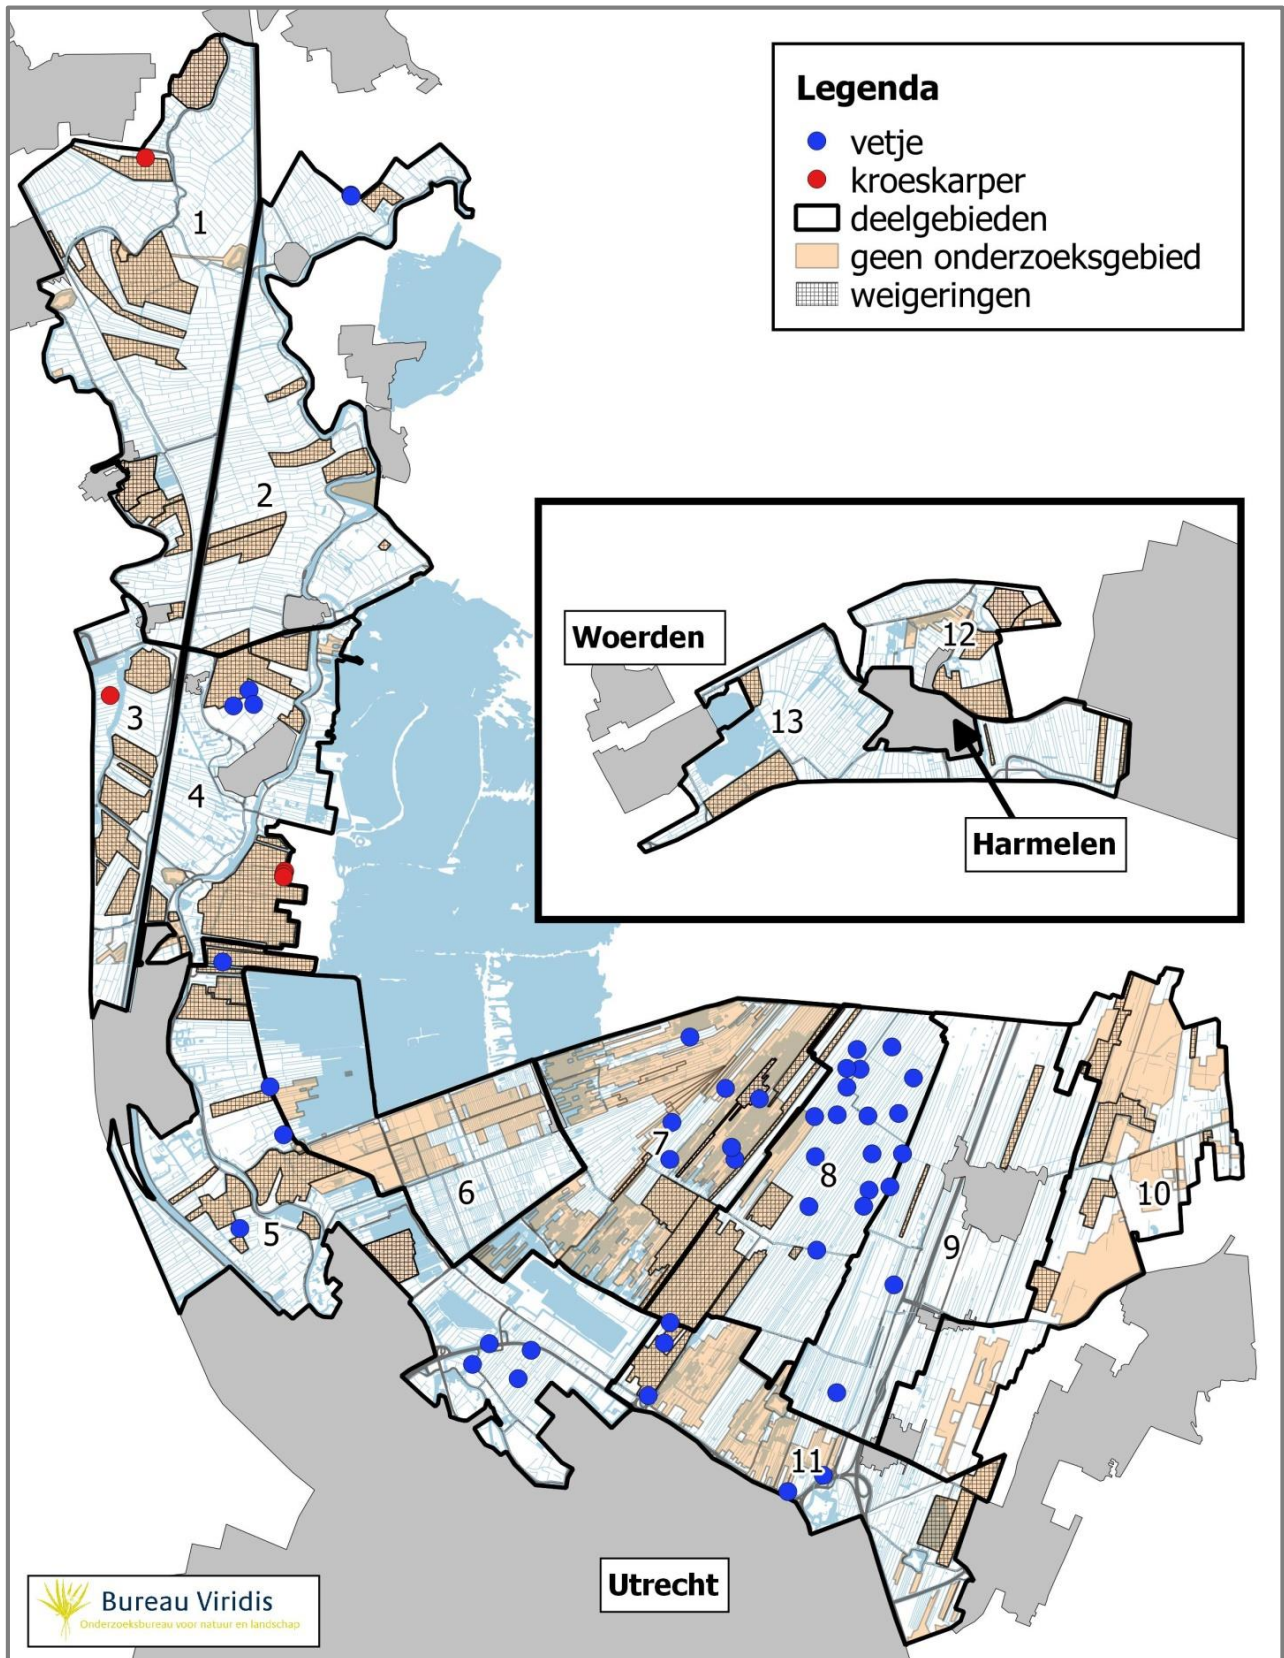 Legenda
vetje
kroeskarper
deelgebieden
geen onderzoeksgebied
weigeringen
1
2
Woerden
12
13
Harmelen
3
4
7
8
6
10
5
9
11
Utrecht
Bureau Viridis
Onderzoeksbureau voor natuur en landschap